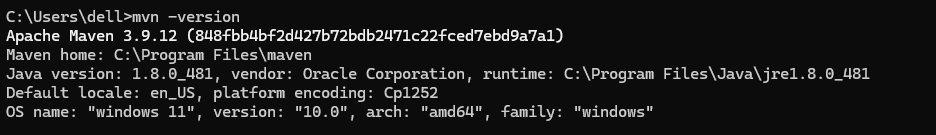 C:\Users\dell>mvn -version
Apache Maven 3.9.12 (848fbb4bf2d427b72bdb2471c22fced7ebd9a7a1)
Maven home: C:\Program Files\maven
Java version: 1.8.0_481, vendor: Oracle Corporation, runtime: C:\Program Files\Java\jre1.8.0_481
Default locale: en_US, platform encoding: Cp1252
OS name: "windows 11", version: "10.0", arch: "amd64", family: "windows"